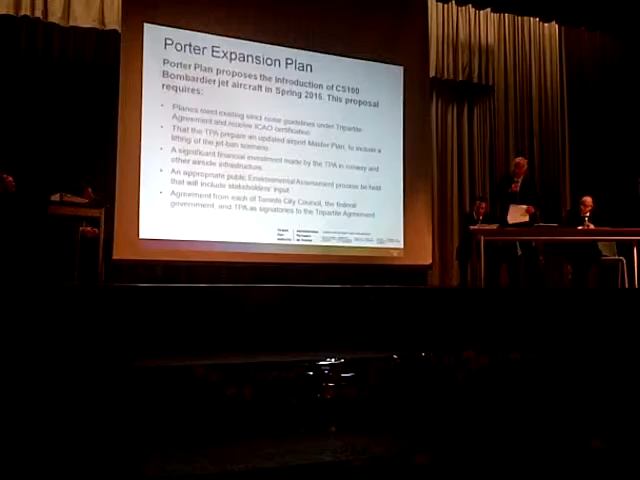 Porter Expansion Plan
Porter Plan proposes the introduction of CS100
Bombardier jet aircraft in Spring 2016. This proposal
requires:
• Planes meet existing strict noise guidelines under Tripartite
Agreement and receive ICAO certification
• That the TPA prepare an updated airport Master Plan, to include a
lifting of the jet-ban scenario
• A significant financial investment made by the TPA in runway and
other airside infrastructure
• An appropriate public Environmental Assessment process be held
that will include stakeholders' input
• Agreement from each of Toronto City Council, the federal
government, and TPA as signatories to the Tripartite Agreement